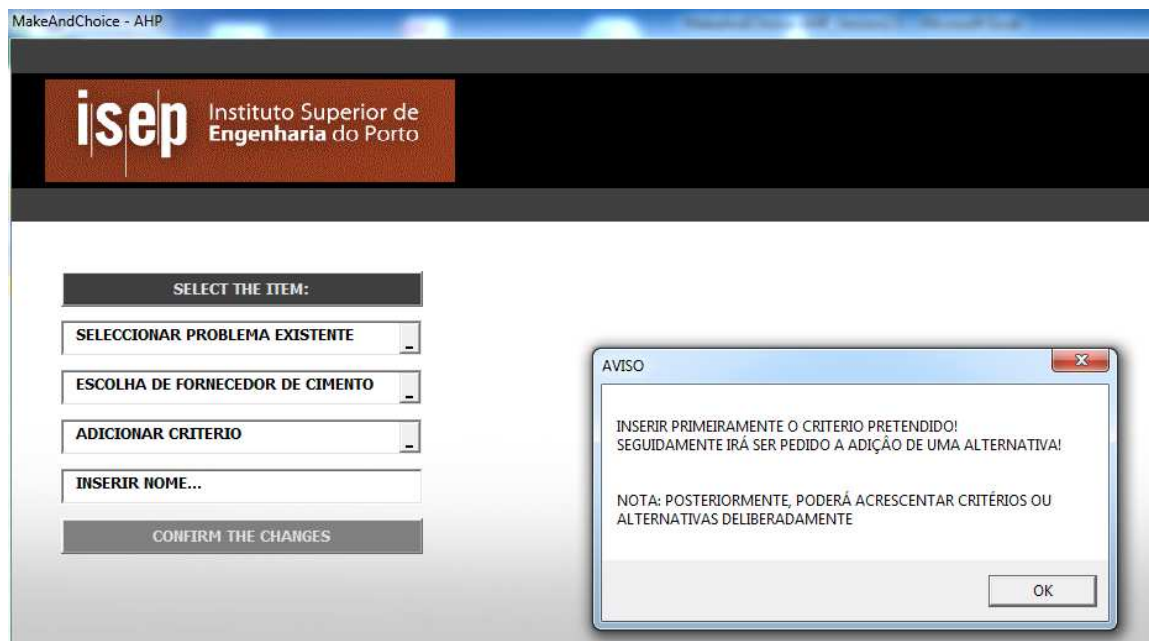 MakeAndChoice - AHP
isep
Instituto Superior de
Engenharia do Porto
SELECT THE ITEM:
SELECCIONAR PROBLEMA EXISTENTE
ESCOLHA DE FORNECEDOR DE CIMENTO
ADICIONAR CRITERIO
INSERIR NOME...
CONFIRM THE CHANGES
AVISO
INSERIR PRIMEIRAMENTE O CRITERIO PRETENDIDO!
SEGUIDAMENTE IRÁ SER PEDIDO A ADIÇÂO DE UMA ALTERNATIVA!
NOTA: POSTERIORMENTE, PODERÁ ACRESCENTAR CRITÉRIOS OU
ALTERNATIVAS DELIBERADAMENTE
OK